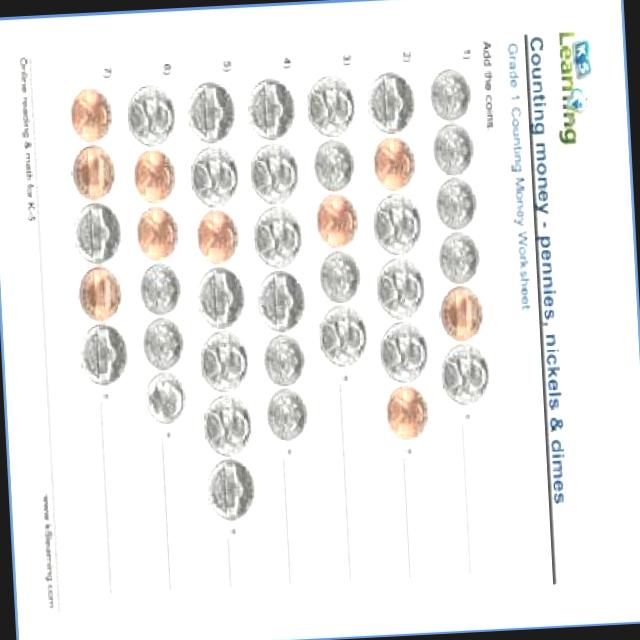 K5 Learning
Counting money - pennies, nickels & dimes
Grade 1 Counting Money Worksheet
Add the coins.
1)
2)
3)
4)
5)
6)
7)
=
=
=
=
=
=
=
Online reading & math for K-5
www.k5learning.com